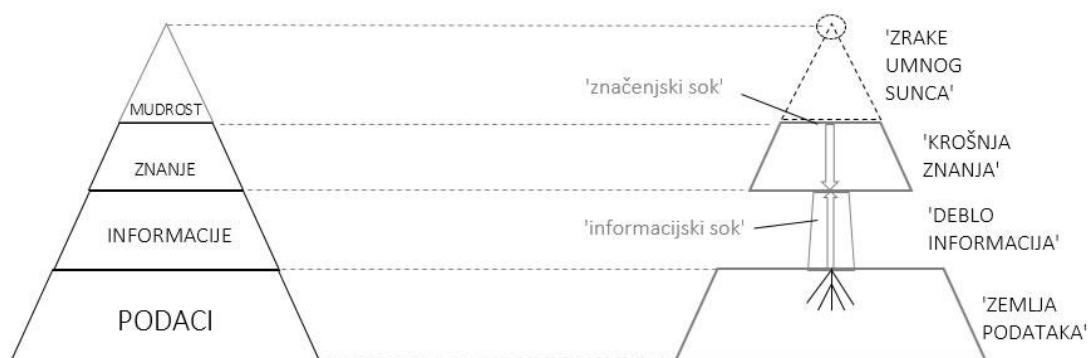 MUDROST
ZNANJE
INFORMACIJE
PODACI
'značenjski sok'
'informacijski sok'
'ZRAKE
UMNOG
SUNCA'
'KROŠNJA
ZNANJA'
'DEBLO
INFORMACIJA'
'ZEMLJA
PODATAKA'